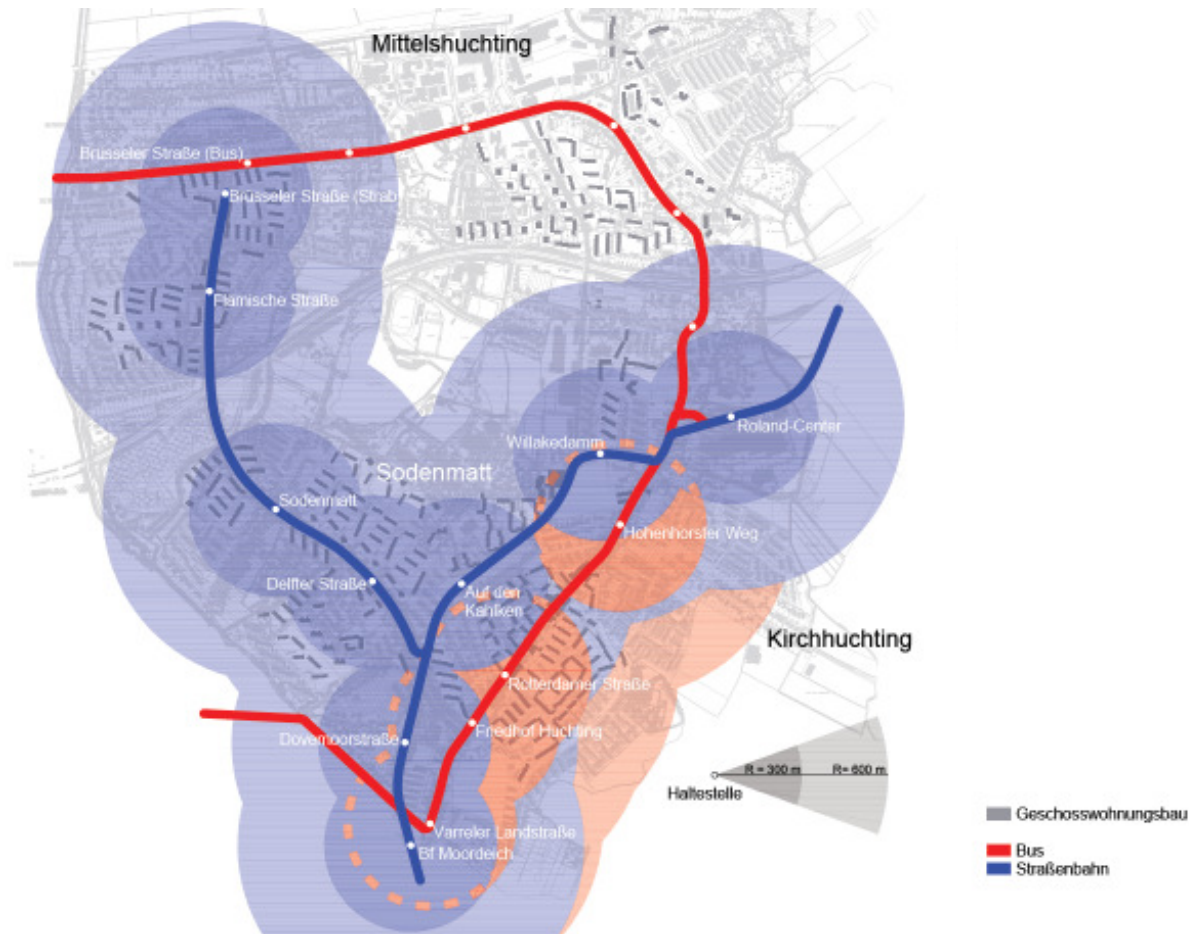 Mittelshuchting
Brüsseler Straße (Bus)
Brüsseler Straße (Strab)
Flämische Straße
Roland-Center
Willakedamm
Sodenmatt
Sodenmatt
Hohenhorster Weg
Delfter Straße
Auf den
Kahlken
Kirchhuchting
Rotterdamer Straße
Friedhof Huchting
Dovemoorstraße
R = 300 m
R= 600 m
Haltestelle
Varreler Landstraße
Bf Moordeich
Geschosswohnungsbau
Bus
Straßenbahn